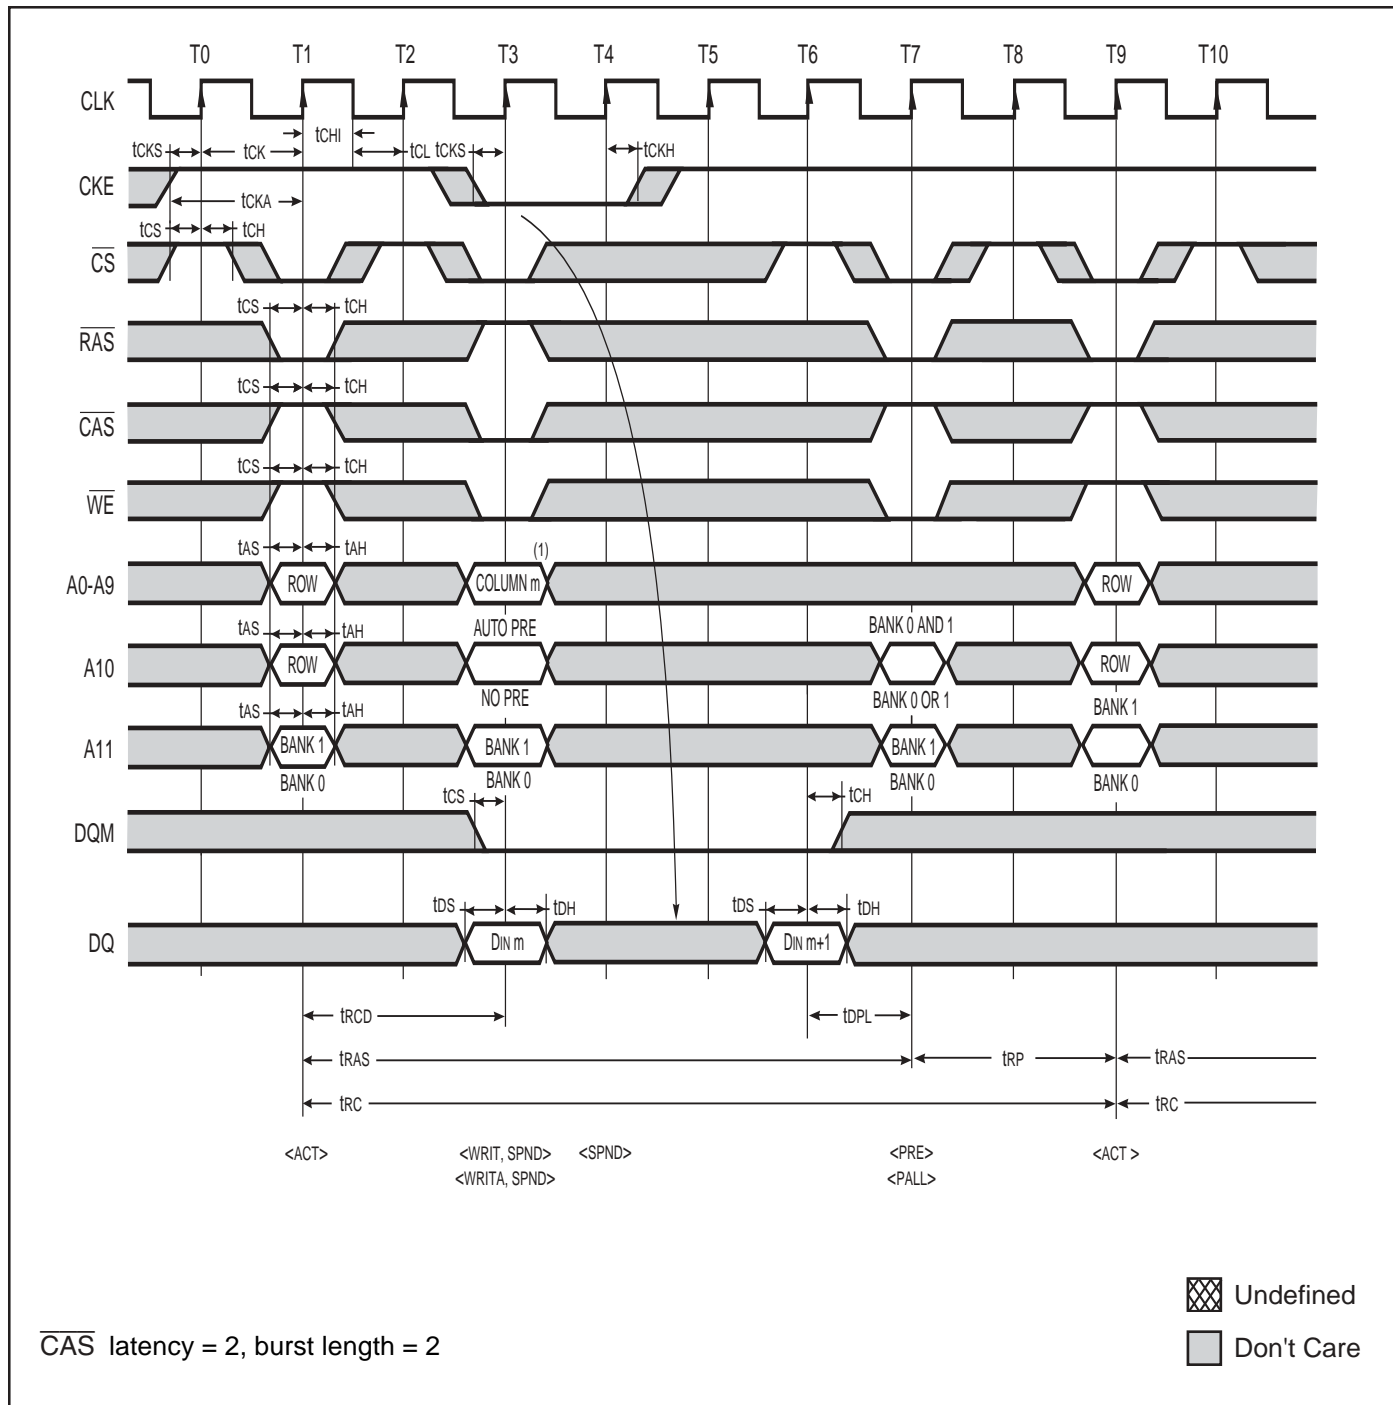 T0 T1 T2 T3 T4 T5 T6 T7 T8 T9 T10
CLK
tCHI
tCKS tCK tCL tCKS tCKH
CKE
tCKA
tCS tCH
CS
tCS tCH
RAS
tCS tCH
CAS
tCS tCH
WE
tAS tAH (1)
A0-A9 ROW COLUMN m ROW
tAS tAH AUTO PRE BANK 0 AND 1
A10 ROW ROW
NO PRE BANK 0 OR 1 BANK 1
tAS tAH
A11 BANK 1 BANK 1 BANK 1
BANK 0 BANK 0 BANK 0 BANK 0
tCS tCH
DQM
tDS tDH tDS tDH
DQ DIN m DIN m+1
tRCD tDPL
tRAS tRP tRAS
tRC tRC
<ACT> <WRIT, SPND> <SPND> <PRE> <ACT >
<WRITA, SPND> <PALL>
Undefined
CAS latency = 2, burst length = 2
Don't Care